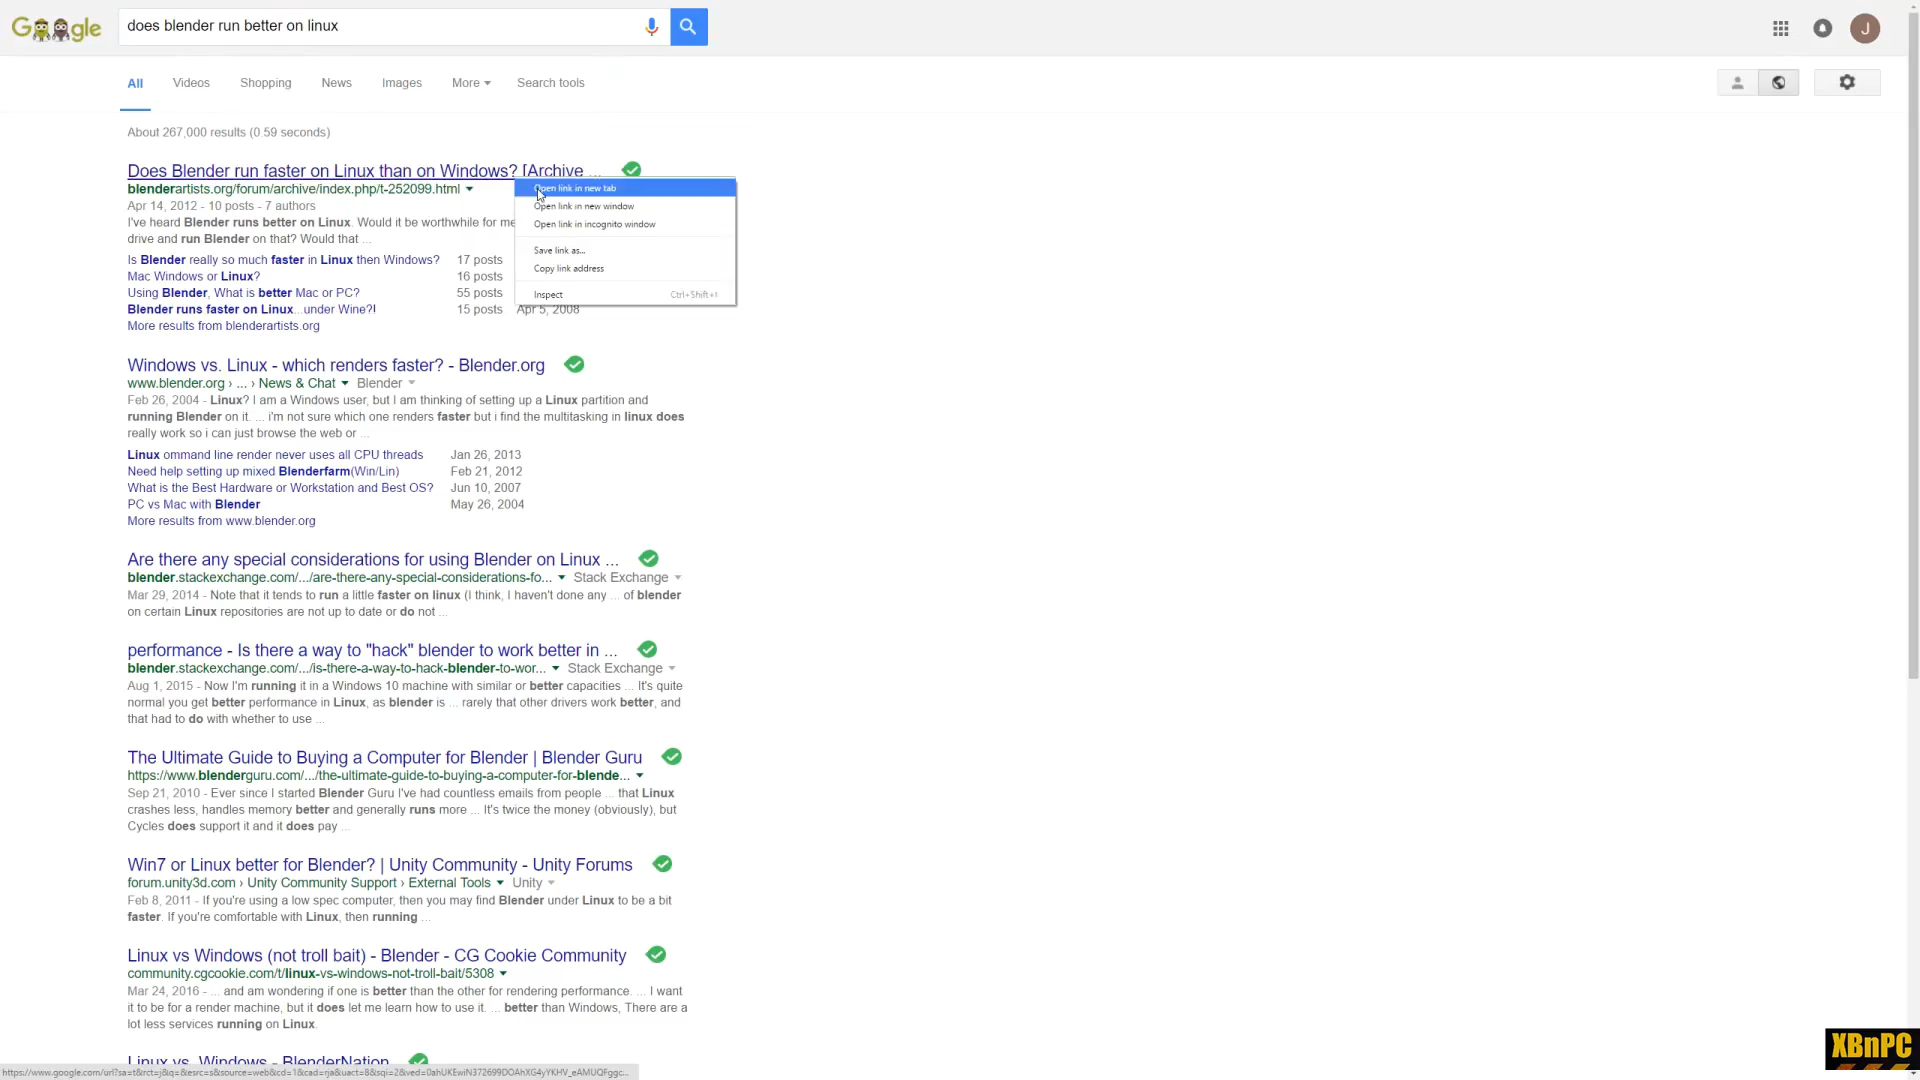 Google
does blender run better on linux
J
All Videos Shopping News Images More Search tools
About 267,000 results (0.59 seconds)
Does Blender run faster on Linux than on Windows? [Archive ...
blenderartists.org/forum/archive/index.php/t-252099.html
Apr 14, 2012 - 10 posts - 7 authors
I've heard Blender runs better on Linux. Would it be worthwhile for me
drive and run Blender on that? Would that ...
Is Blender really so much faster in Linux then Windows? 17 posts
Mac Windows or Linux? 16 posts
Using Blender, What is better Mac or PC? 55 posts
Blender runs faster on Linux...under Wine?! 15 posts Apr 5, 2008
More results from blenderartists.org
Open link in new tab
Open link in new window
Open link in incognito window
Save link as...
Copy link address
Inspect Ctrl+Shift+I
Windows vs. Linux - which renders faster? - Blender.org
www.blender.org › ... › News & Chat Blender
Feb 26, 2004 - Linux? I am a Windows user, but I am thinking of setting up a Linux partition and
running Blender on it. ... i'm not sure which one renders faster but i find the multitasking in linux does
really work so i can just browse the web or ...
Linux ommand line render never uses all CPU threads Jan 26, 2013
Need help setting up mixed Blenderfarm(Win/Lin) Feb 21, 2012
What is the Best Hardware or Workstation and Best OS? Jun 10, 2007
PC vs Mac with Blender May 26, 2004
More results from www.blender.org
Are there any special considerations for using Blender on Linux ...
blender.stackexchange.com/.../are-there-any-special-considerations-fo... Stack Exchange
Mar 29, 2014 - Note that it tends to run a little faster on linux (I think, I haven't done any ... of blender
on certain Linux repositories are not up to date or do not ...
performance - Is there a way to "hack" blender to work better in ...
blender.stackexchange.com/.../is-there-a-way-to-hack-blender-to-wor... Stack Exchange
Aug 1, 2015 - Now I'm running it in a Windows 10 machine with similar or better capacities ... It's quite
normal you get better performance in Linux, as blender is ... rarely that other drivers work better, and
that had to do with whether to use ...
The Ultimate Guide to Buying a Computer for Blender | Blender Guru
https://www.blenderguru.com/.../the-ultimate-guide-to-buying-a-computer-for-blende...
Sep 21, 2010 - Ever since I started Blender Guru I've had countless emails from people ... that Linux
crashes less, handles memory better and generally runs more ... It's twice the money (obviously), but
Cycles does support it and it does pay ...
Win7 or Linux better for Blender? | Unity Community - Unity Forums
forum.unity3d.com › Unity Community Support › External Tools Unity
Feb 8, 2011 - If you're using a low spec computer, then you may find Blender under Linux to be a bit
faster. If you're comfortable with Linux, then running ...
Linux vs Windows (not troll bait) - Blender - CG Cookie Community
community.cgcookie.com/t/linux-vs-windows-not-troll-bait/5308
Mar 24, 2016 - ... and am wondering if one is better than the other for rendering performance. ... I want
it to be for a render machine, but it does let me learn how to use it. ... better than Windows, There are a
lot less services running on Linux.
Linux vs. Windows - BlenderNation
XBnPC